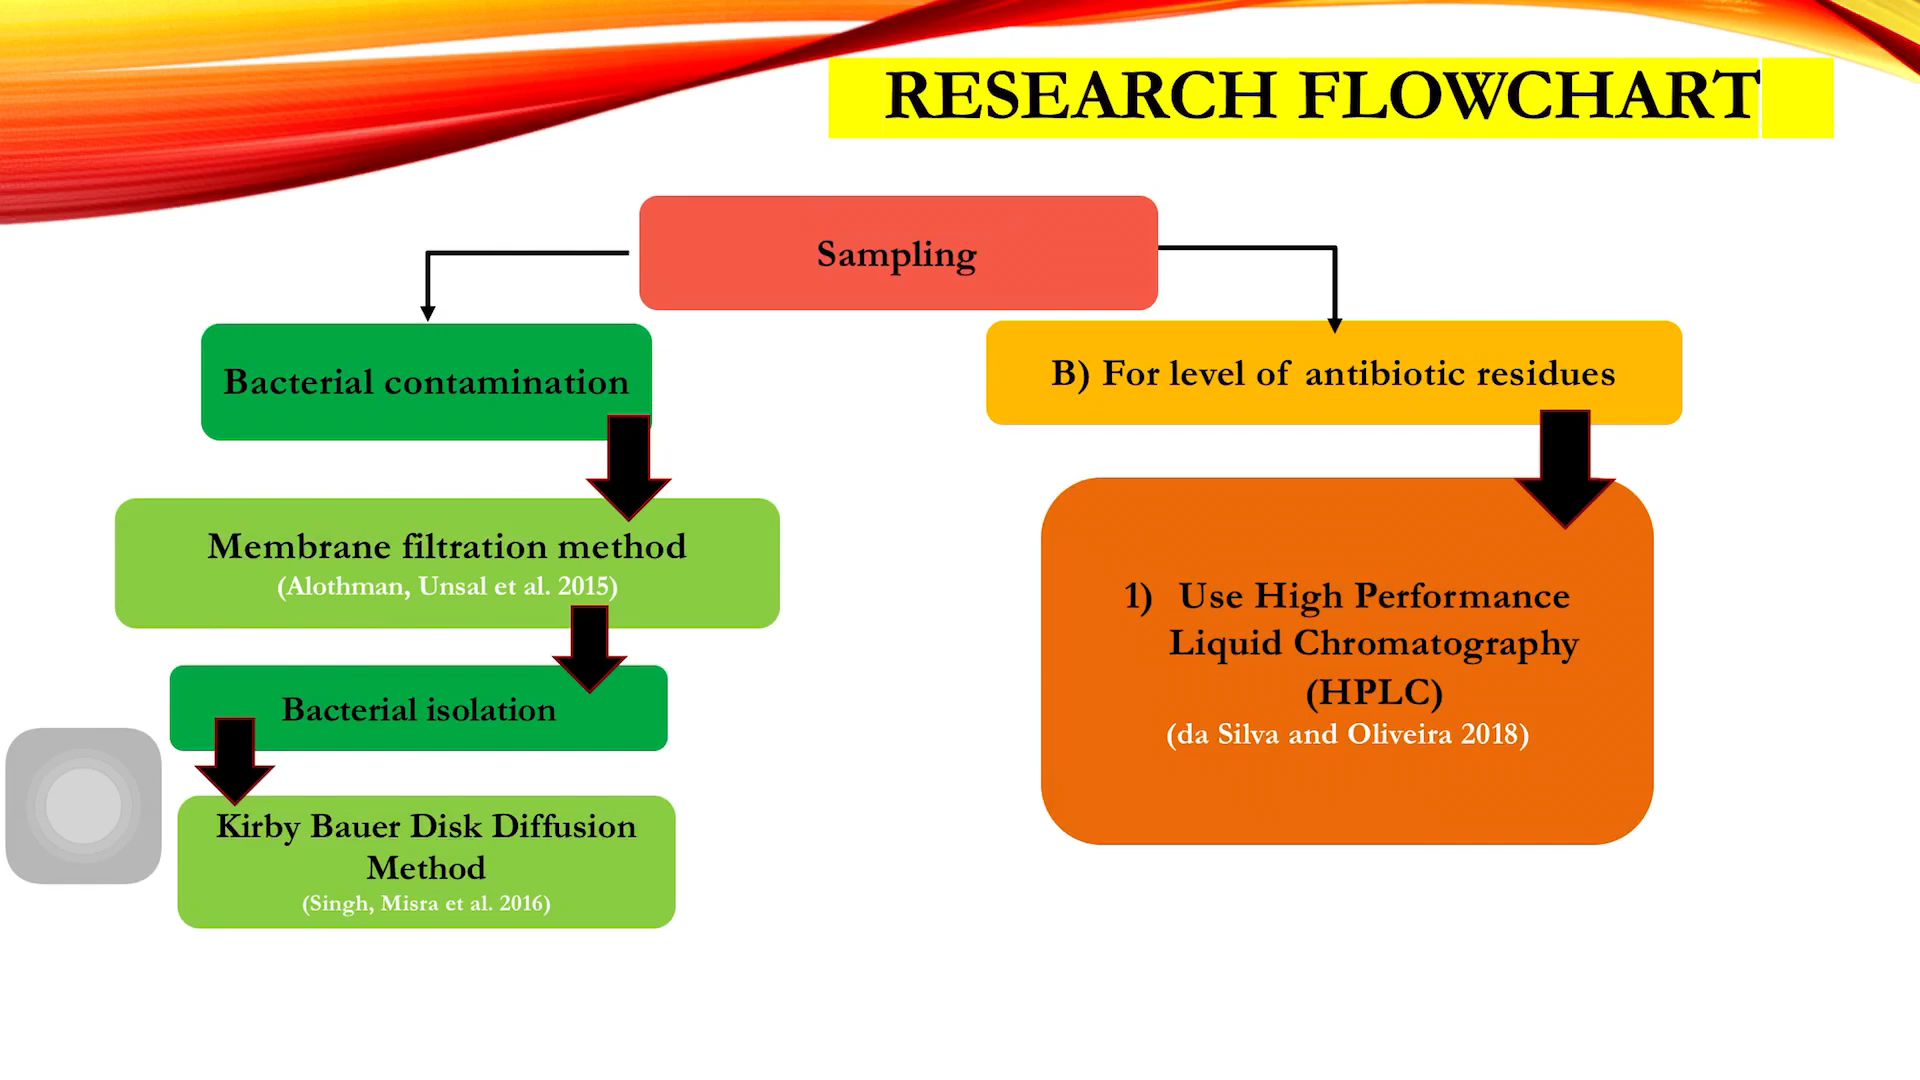 RESEARCH FLOWCHART
Sampling
Bacterial contamination
B) For level of antibiotic residues
Membrane filtration method
(Alothman, Unsal et al. 2015)
Bacterial isolation
Kirby Bauer Disk Diffusion
Method
(Singh, Misra et al. 2016)
1) Use High Performance
Liquid Chromatography
(HPLC)
(da Silva and Oliveira 2018)